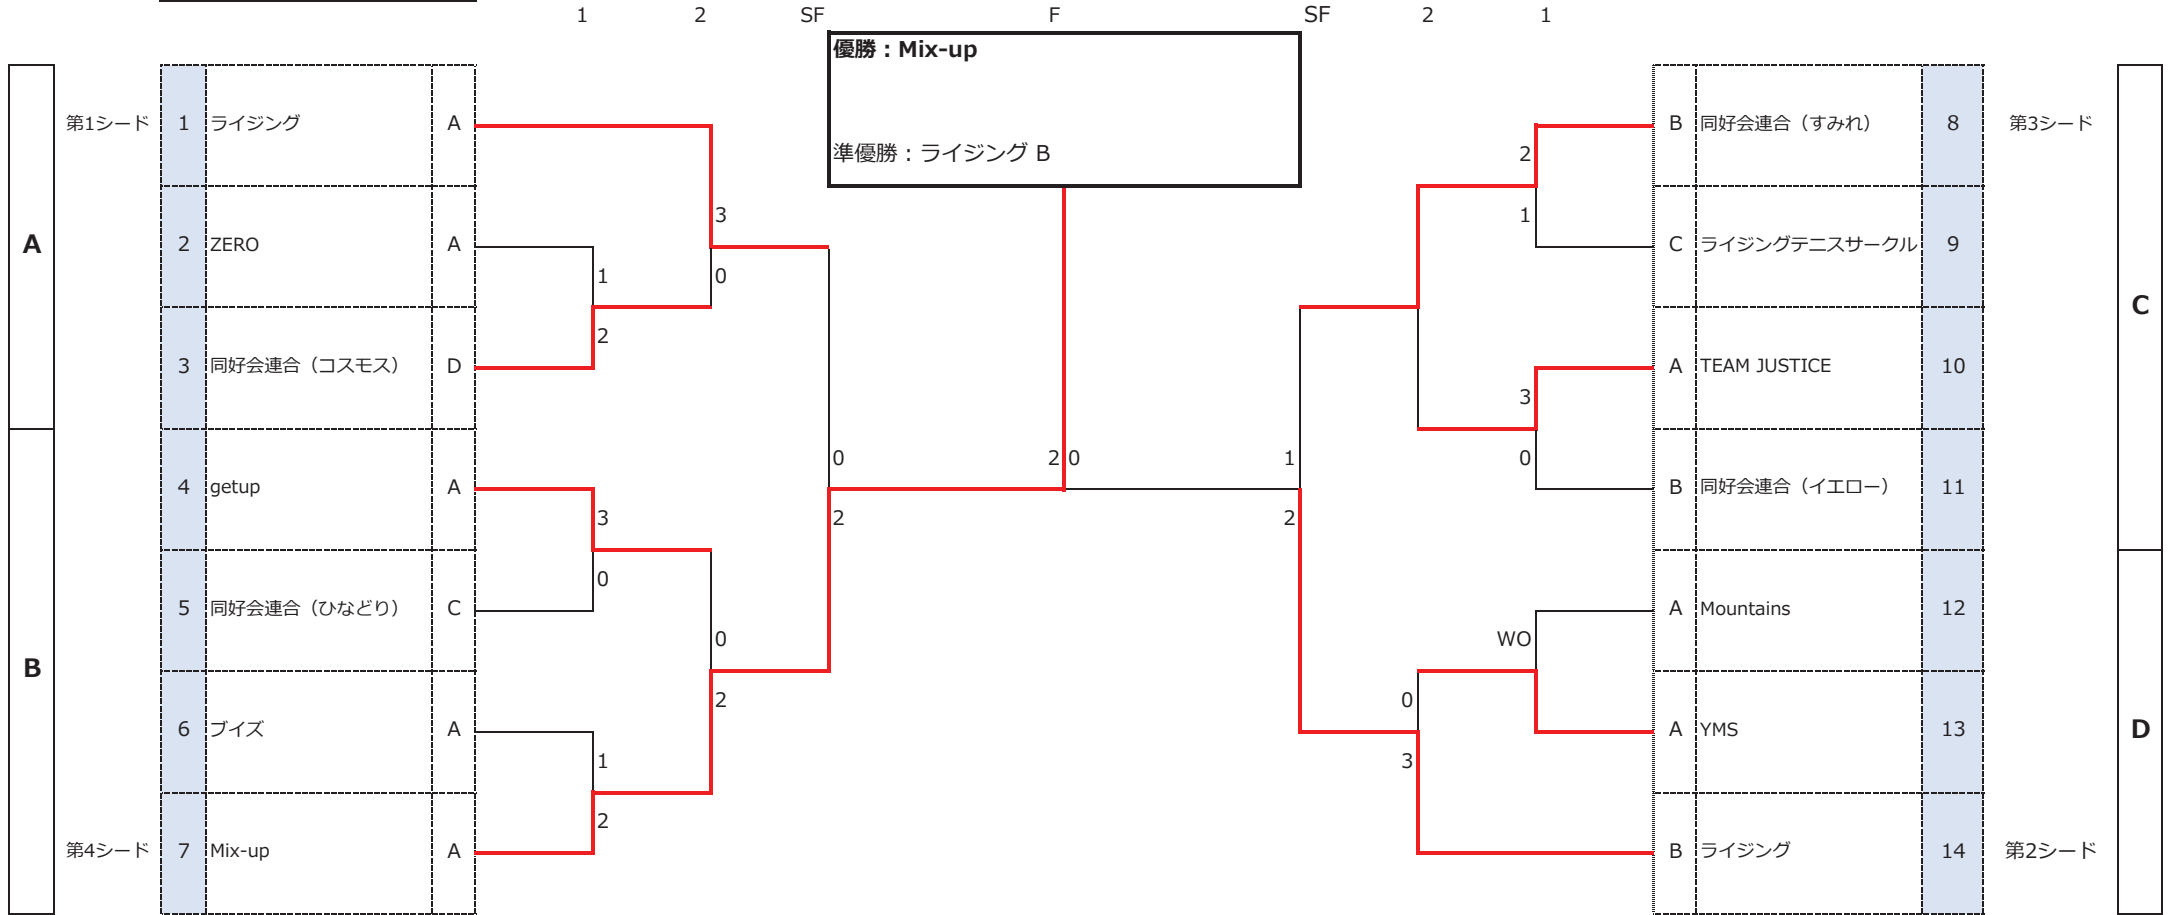 1 2 SF F SF 2 1
優勝：Mix-up
準優勝：ライジング B
A
第1シード 1 ライジング A
2 ZERO A
3 同好会連合（コスモス） D
B
4 getup A
5 同好会連合（ひなどり） C
6 ブイズ A
第4シード 7 Mix-up A
3
0
1
2
3
0
0
2
1
2
0
2
2 0
1
2
2
1
3
0
WO
0
3
B 同好会連合（すみれ） 8 第3シード
C ライジングテニスサークル 9
A TEAM JUSTICE 10
B 同好会連合（イエロー） 11
C
A Mountains 12
A YMS 13
B ライジング 14 第2シード
D